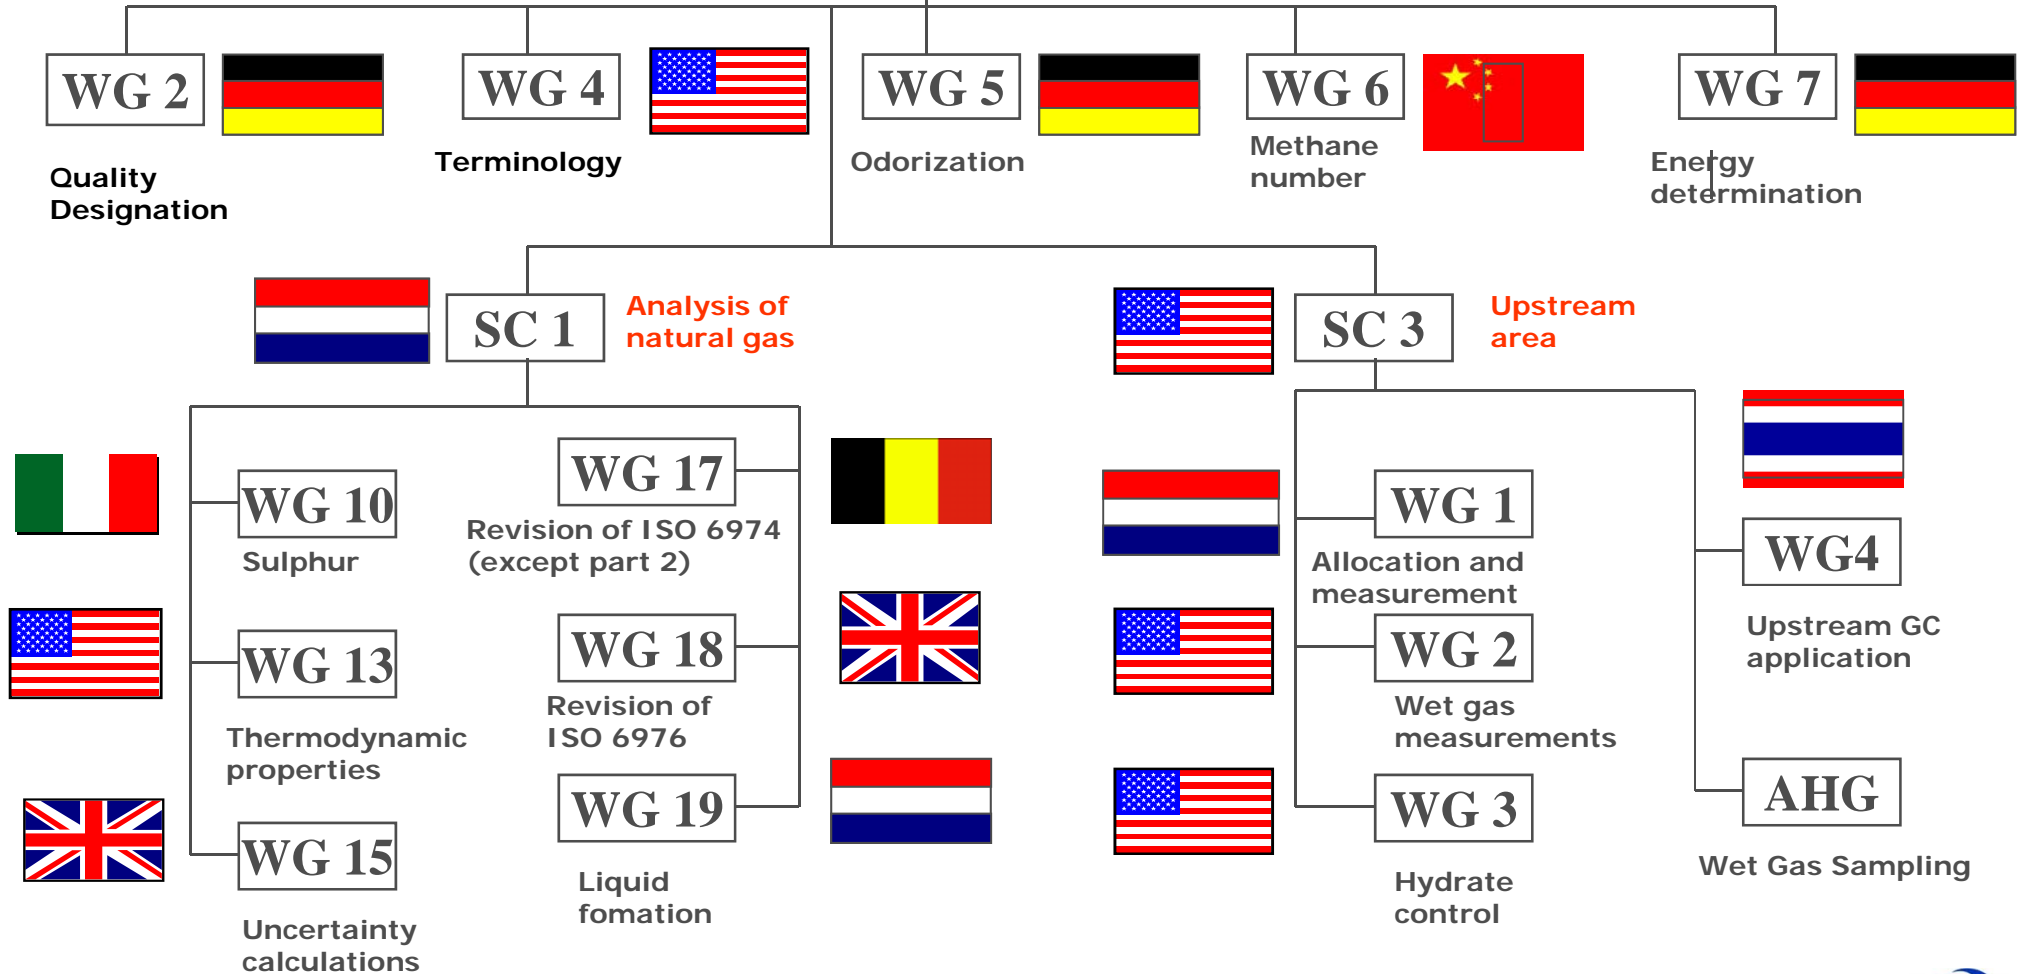 WG 2
WG 4
WG 5
WG 6
WG 7
Quality
Designation
Terminology
Odorization
Methane
number
Energy
determination
SC 1
Analysis of
natural gas
SC 3
Upstream
area
WG 10
Sulphur
WG 13
Thermodynamic
properties
WG 15
Uncertainty
calculations
WG 17
Revision of ISO 6974
(except part 2)
WG 18
Revision of
ISO 6976
WG 19
Liquid
fomation
WG 1
Allocation and
measurement
WG 2
Wet gas
measurements
WG 3
Hydrate
control
WG4
Upstream GC
application
AHG
Wet Gas Sampling